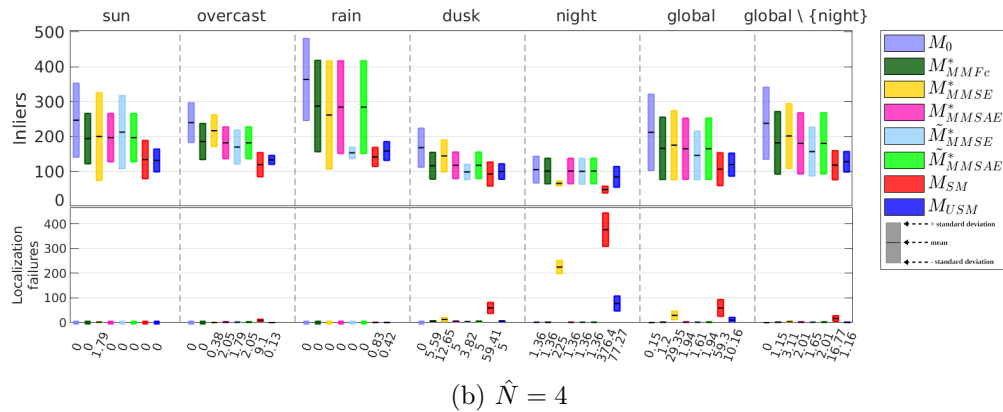 sun overcast rain dusk night global global \ {night}
500
400
300
200
100
0
Inliers
400
300
200
100
0
Localization
failures
0 0 1.79 0 0 0 0 0 0 0 0.38 2.05 1.79 2.05 9.1 0.13 0 0 0 0 0 0 0.83 0.42 0 5.59 12.65 5 3.82 5 59.41 5 1.36 1.36 225 1.36 1.36 1.36 376.4 77.27 0.15 1.2 29.35 1.94 1.61 1.94 59.3 10.16 0 1.15 3.11 2.01 1.65 2.01 16.77 1.16
M_0
M*_{MMFc}
M*_{MMSE}
M*_{MMSAE}
M̃*_{MMSE}
M̃*_{MMSAE}
M_{SM}
M_{USM}
+ standard deviation
mean
- standard deviation
(b) N̂ = 4